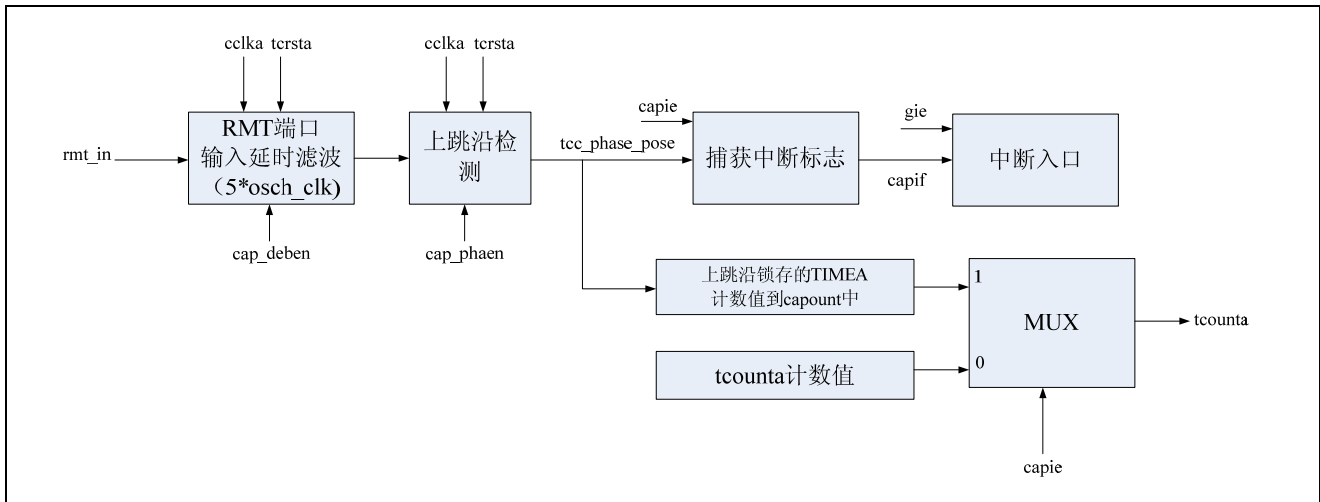 cclka tcrsta
cclka tcrsta
rmt_in
RMT端口
输入延时滤波
（5*osch_clk)
cap_deben
上跳沿检
测
cap_phaen
tcc_phase_pose
capie
捕获中断标志
gie
capif
中断入口
上跳沿锁存的TIMEA
计数值到capount中
tcounta计数值
1
0
MUX
tcounta
capie